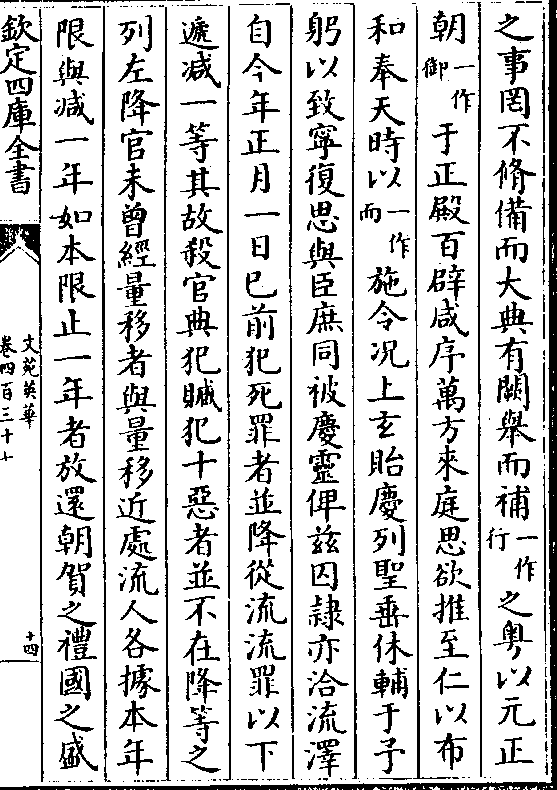 之事罔不脩備而大典有闕舉而補一作行之粤以元正
朝一作御于正殿百辟咸序萬方來庭思欲推至仁以布
和奉天時以一作而施令况上玄貽慶列聖垂休輔于予
躬以致寧復思與臣庶同被慶靈俾兹囚隷亦洽流澤
自今年正月一日已前犯死罪者並降從流流罪以下
遞减一等其故殺官典犯贓犯十惡者並不在降等之
列左降官未曾經量移者與量移近處流人各據本年
限與减一年如本限止一年者放還朝賀之禮國之盛
欽定四庫全書
文苑英華
卷四百三十七
十四